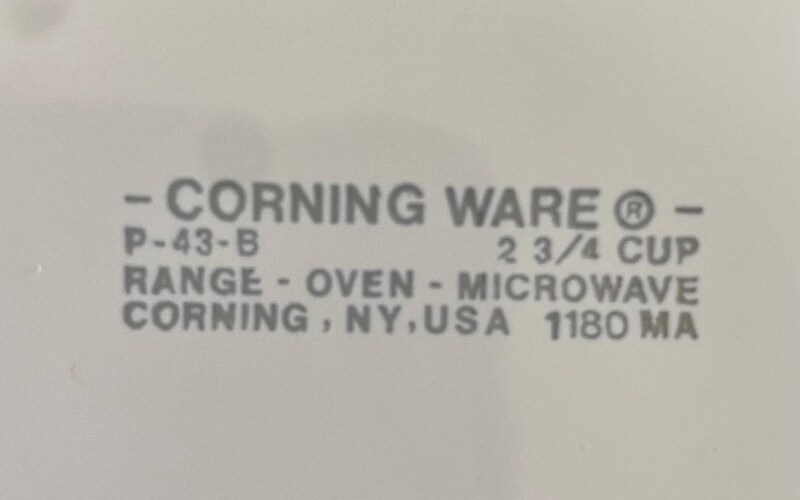 - CORNING WARE ® -
P-43-B 2 3/4 CUP
RANGE - OVEN - MICROWAVE
CORNING, NY, USA 1180 MA